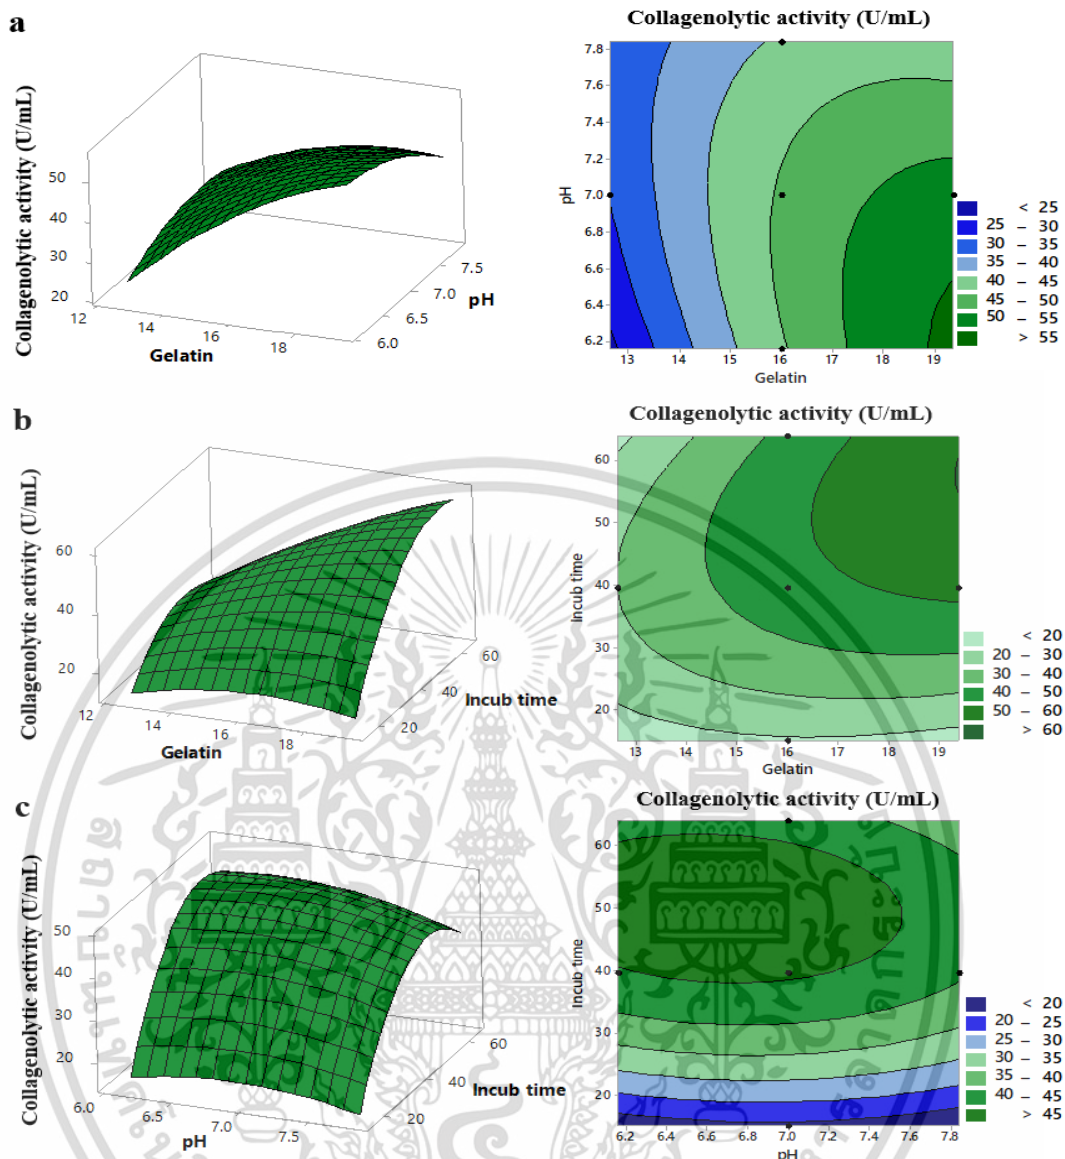 a
Collagenolytic activity (U/mL)
Collagenolytic activity (U/mL)
50
40
30
20
12
14
16
18
Gelatin
6.0
6.5
7.0
7.5
pH
7.8
7.6
7.4
7.2
7.0
6.8
6.6
6.4
6.2
pH
13 14 15 16 17 18 19
Gelatin
< 25
25 – 30
30 – 35
35 – 40
40 – 45
45 – 50
50 – 55
> 55
b
Collagenolytic activity (U/mL)
Collagenolytic activity (U/mL)
60
40
20
12
14
16
18
Gelatin
20
40
60
Incub time
60
50
40
30
20
Incub time
13 14 15 16 17 18 19
Gelatin
< 20
20 – 30
30 – 40
40 – 50
50 – 60
> 60
c
Collagenolytic activity (U/mL)
Collagenolytic activity (U/mL)
50
40
30
20
6.0
6.5
7.0
7.5
pH
20
40
60
Incub time
60
50
40
30
20
Incub time
6.2 6.4 6.6 6.8 7.0 7.2 7.4 7.6 7.8
pH
< 20
20 – 25
25 – 30
30 – 35
35 – 40
40 – 45
> 45